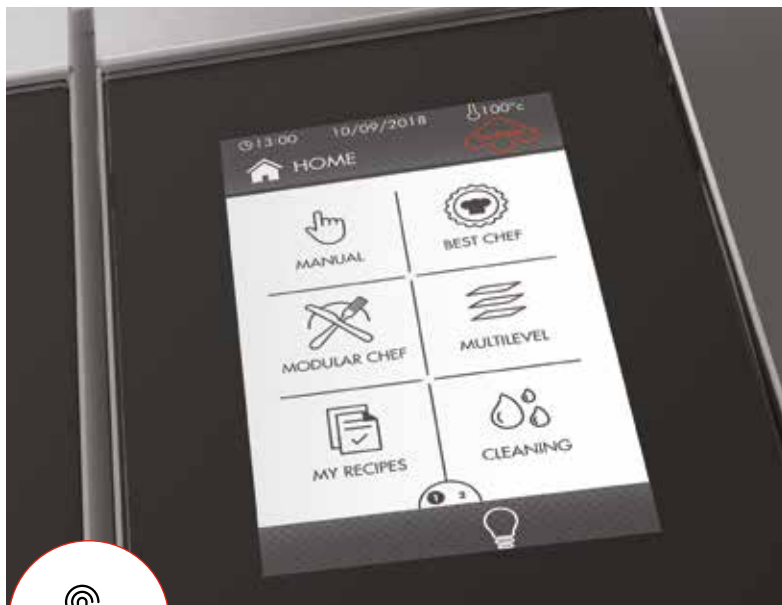 13:00 10/09/2018 100°c
HOME
MANUAL BEST CHEF
MODULAR CHEF MULTILEVEL
MY RECIPES CLEANING
1 2